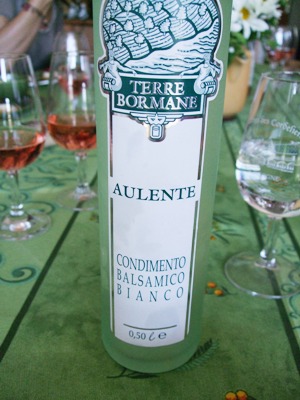 TERRE
BORMANE
AULENTE
CONDIMENTO
BALSAMICO
BIANCO
0,50 ℓ e